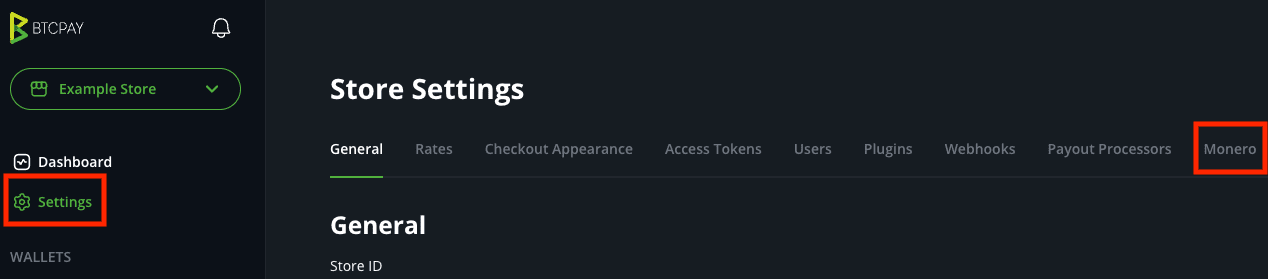 BTCPAY
Example Store
Dashboard
Settings
WALLETS
Store Settings
General Rates Checkout Appearance Access Tokens Users Plugins Webhooks Payout Processors Monero
General
Store ID